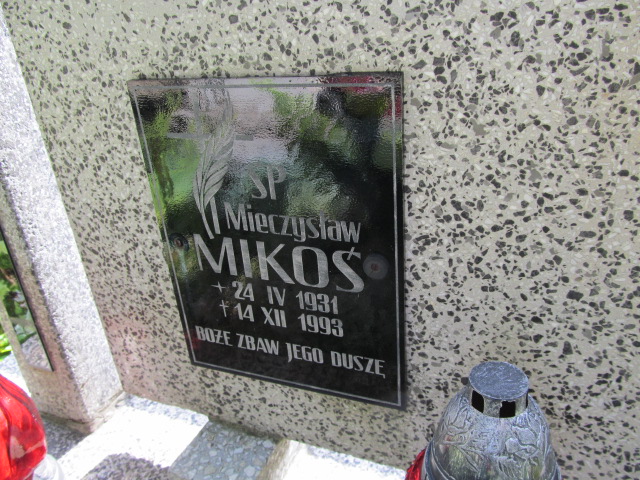 ŚP
Mieczysław
MIKOŚ
* 24 IV 1931
† 14 XII 1993
BOŻE ZBAW JEGO DUSZĘ